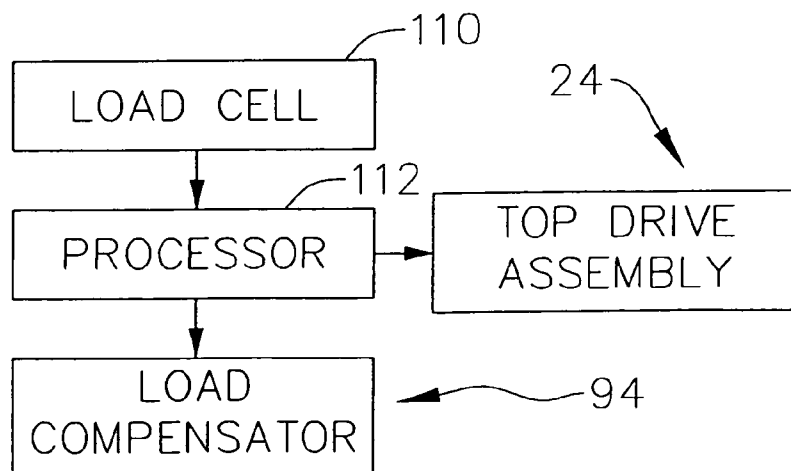 110
LOAD CELL
24
112
PROCESSOR
TOP DRIVE
ASSEMBLY
LOAD
COMPENSATOR
94